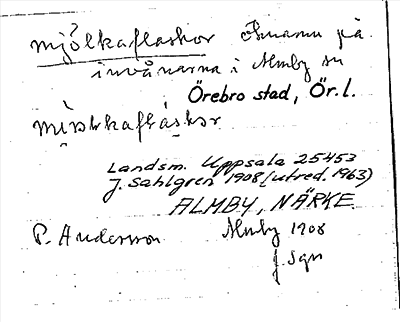 mjölkaflaskor öknamn på
invånarna i Almby sn
Örebro stad, Ör. l.
Landsm. Uppsala 25453
J. Sahlgren 1908 (utred. 1963)
ALMBY, NÄRKE.
P. Andersson Almby 1908
J. Sgn